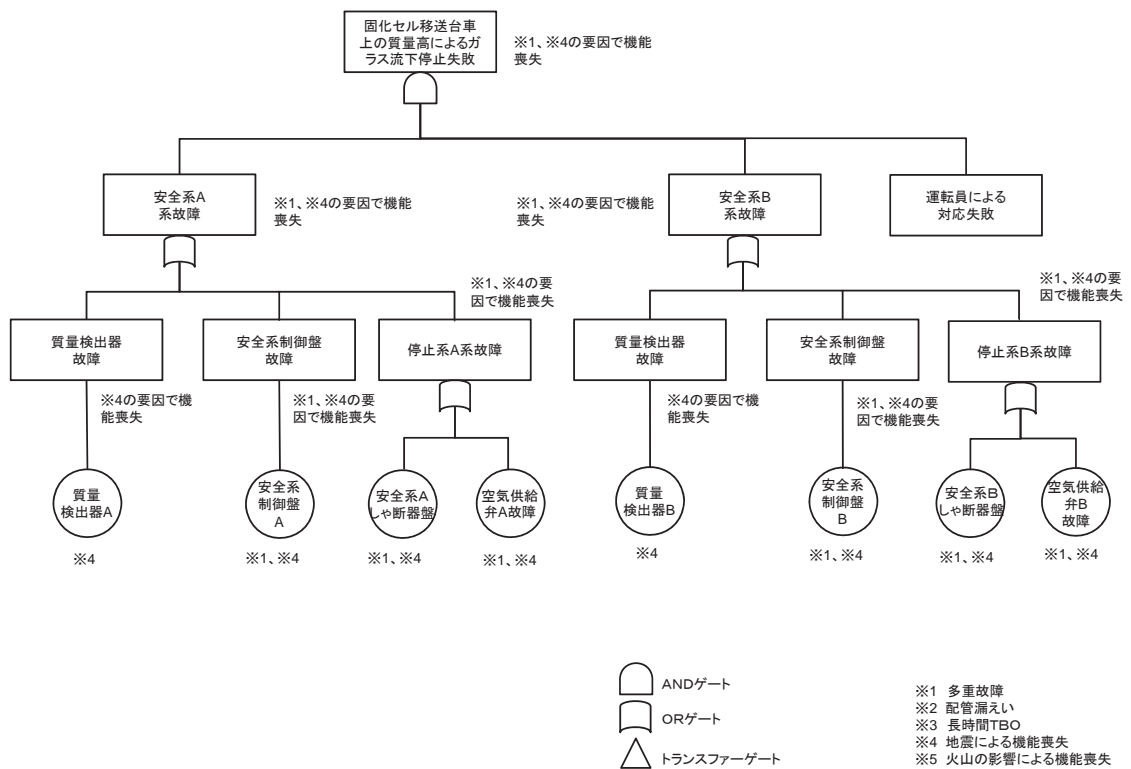 固化セル移送台車
上の質量高によるガ
ラス流下停止失敗
※1、※4の要因で機能
喪失
安全系A
系故障
※1、※4の要因で機能
喪失
※1、※4の要因で機能
喪失
安全系B
系故障
運転員による
対応失敗
※1、※4の要
因で機能喪失
※1、※4の要
因で機能喪失
質量検出器
故障
安全系制御盤
故障
停止系A系故障
質量検出器
故障
安全系制御盤
故障
停止系B系故障
※4の要因で機
能喪失
※1、※4の要
因で機能喪失
※4の要因で機
能喪失
※1、※4の要
因で機能喪失
質量
検出器A
安全系
制御盤
A
安全系A
しゃ断器盤
空気供給
弁A故障
質量
検出器B
安全系
制御盤
B
安全系B
しゃ断器盤
空気供給
弁B
故障
※4
※1、※4
※1、※4
※1、※4
※4
※1、※4
※1、※4
※1、※4
ANDゲート
ORゲート
トランスファーゲート
※1 多重故障
※2 配管漏えい
※3 長時間TBO
※4 地震による機能喪失
※5 火山の影響による機能喪失